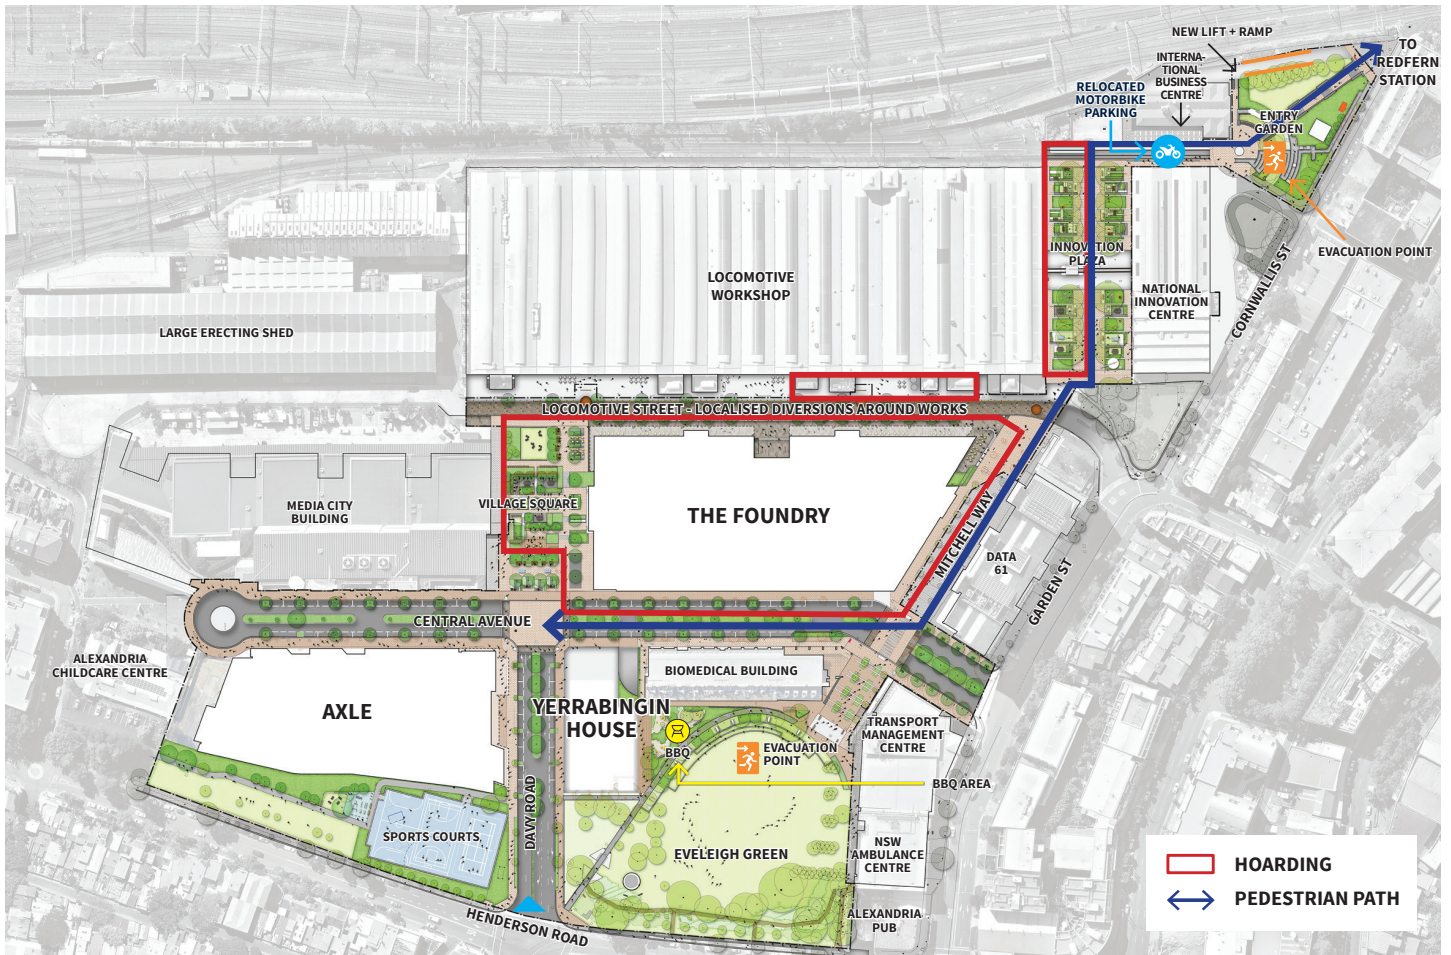 NEW LIFT + RAMP
TO
REDFERN
STATION
INTERNA-
TIONAL
BUSINESS
CENTRE
RELOCATED
MOTORBIKE
PARKING
ENTRY
GARDEN
EVACUATION POINT
INNOVATION
PLAZA
NATIONAL
INNOVATION
CENTRE
CORNWALLIS ST
LOCOMOTIVE
WORKSHOP
LARGE ERECTING SHED
LOCOMOTIVE STREET - LOCALISED DIVERSIONS AROUND WORKS
MEDIA CITY
BUILDING
VILLAGE SQUARE
THE FOUNDRY
MITCHELL WAY
DATA
61
GARDEN ST
CENTRAL AVENUE
ALEXANDRIA
CHILDCARE CENTRE
AXLE
BIOMEDICAL BUILDING
YERRABINGIN
HOUSE
BBQ
EVACUATION
POINT
TRANSPORT
MANAGEMENT
CENTRE
BBQ AREA
DAVY ROAD
SPORTS COURTS
EVELEIGH GREEN
NSW
AMBULANCE
CENTRE
ALEXANDRIA
PUB
HENDERSON ROAD
HOARDING
PEDESTRIAN PATH